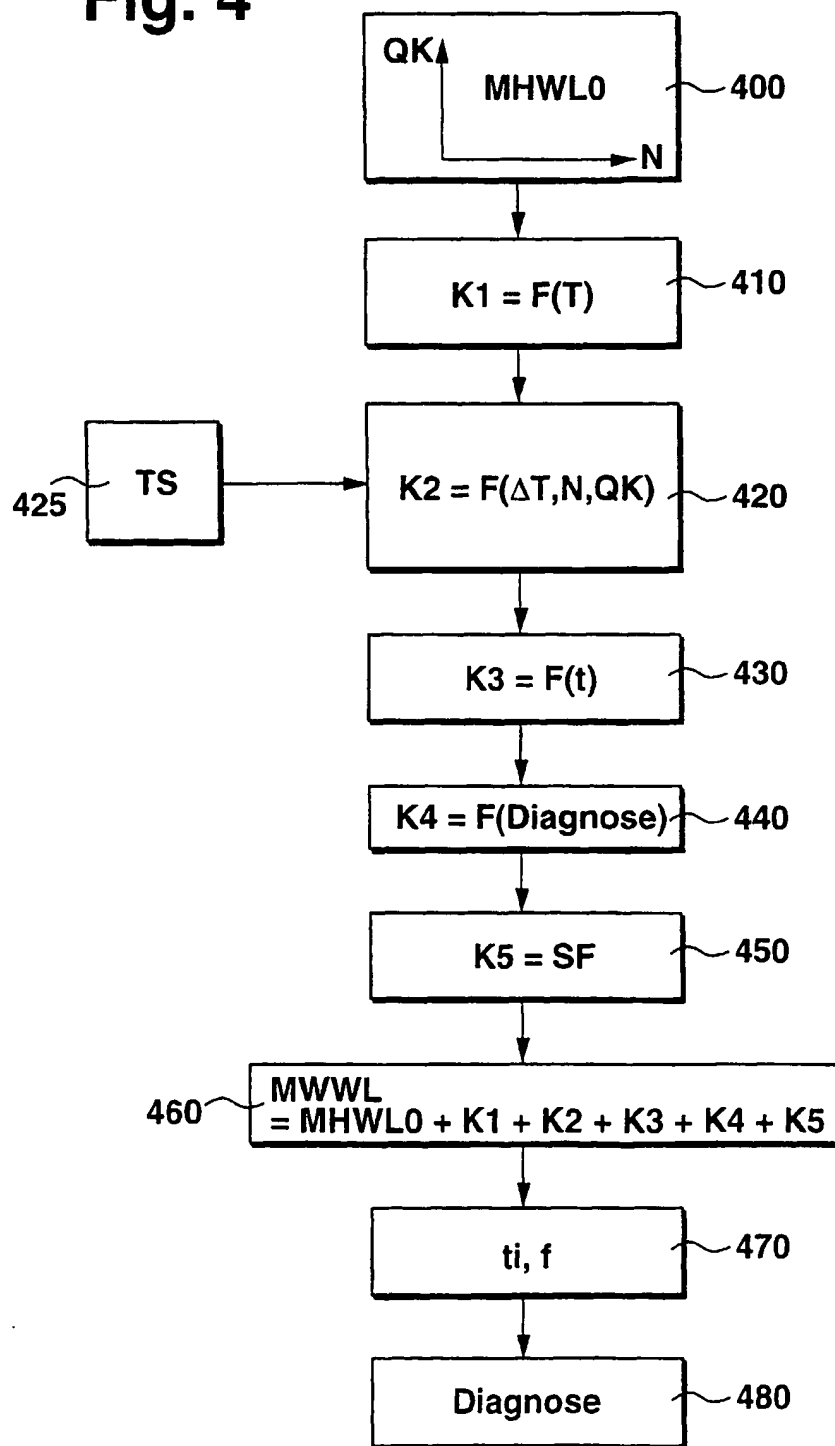 Fig. 4
QK
MHWL0
N
400
K1 = F(T)
410
TS
425
K2 = F(ΔT,N,QK)
420
K3 = F(t)
430
K4 = F(Diagnose)
440
K5 = SF
450
460
MWWL
= MHWL0 + K1 + K2 + K3 + K4 + K5
ti, f
470
Diagnose
480